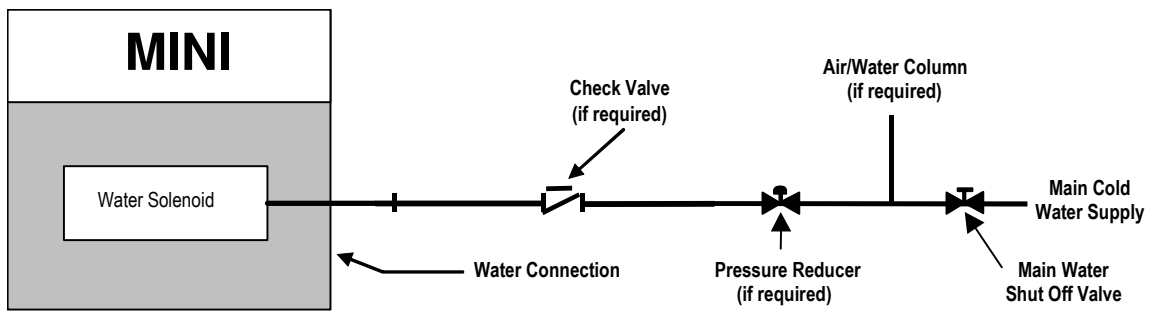 MINI
Air/Water Column
(if required)
Check Valve
(if required)
Water Solenoid
Main Cold
Water Supply
Water Connection
Pressure Reducer
(if required)
Main Water
Shut Off Valve